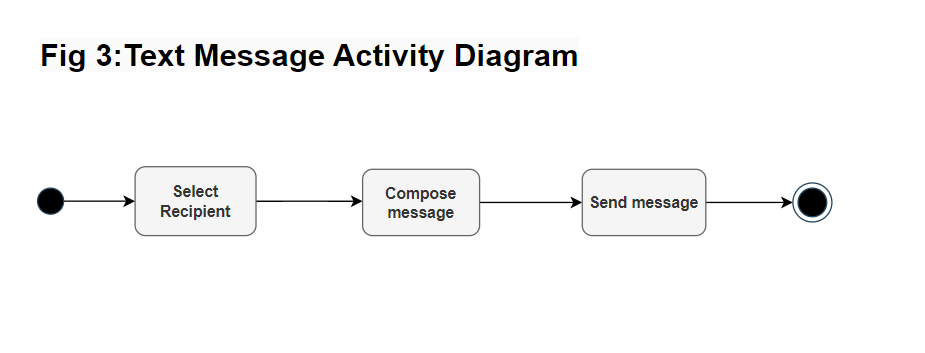 Fig 3:Text Message Activity Diagram
Select
Recipient
Compose
message
Send message